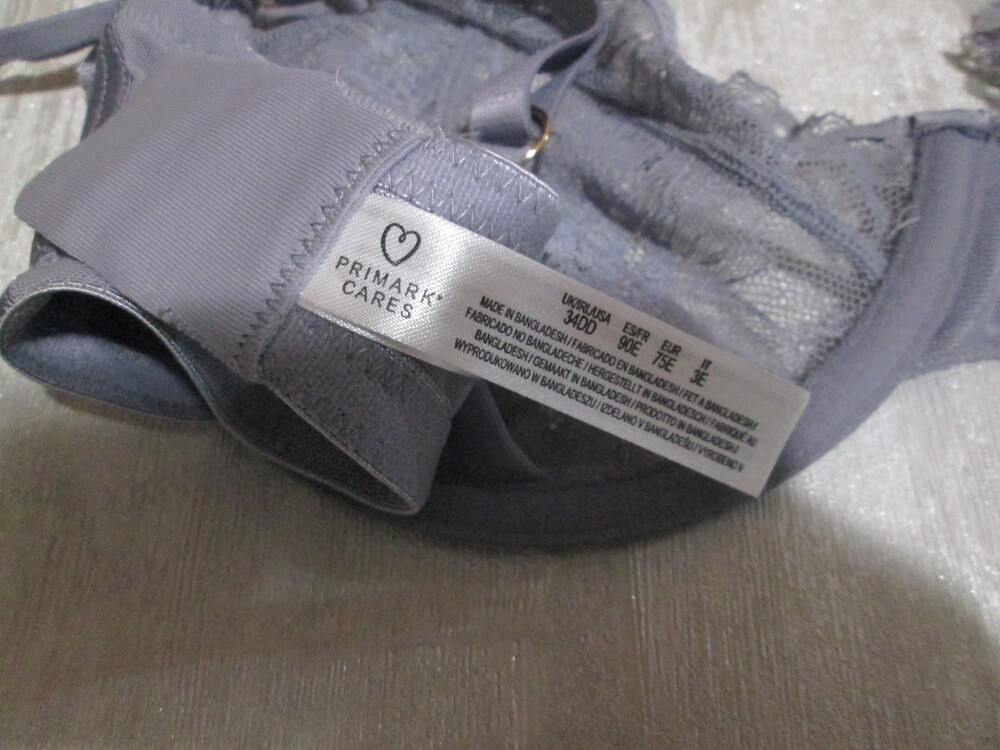 PRIMARK®
CARES
UK/IRL/USA ES/FR EUR IT
34DD 90E 75E 3E
MADE IN BANGLADESH / FABRICADO EN BANGLADESH / FET A BANGLADESH /
FABRICADO NO BANGLADECHE / HERGESTELLT IN BANGLADESCH / FABRIQUÉ AU
BANGLADESH / GEMAAKT IN BANGLADESH / PRODOTTO IN BANGLADESH /
WYPRODUKOWANO W BANGLADESZU / IZDELANO V BANGLADEŠU / VYROBENO V